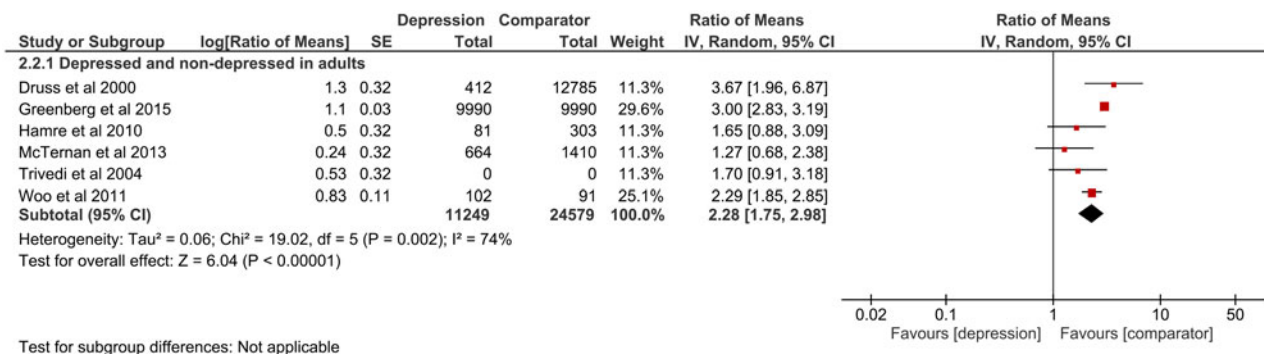 Depression Comparator Ratio of Means Ratio of Means
Study or Subgroup log[Ratio of Means] SE Total Total Weight IV, Random, 95% CI IV, Random, 95% CI
2.2.1 Depressed and non-depressed in adults
Druss et al 2000 1.3 0.32 412 12785 11.3% 3.67 [1.96, 6.87]
Greenberg et al 2015 1.1 0.03 9990 9990 29.6% 3.00 [2.83, 3.19]
Hamre et al 2010 0.5 0.32 81 303 11.3% 1.65 [0.88, 3.09]
McTernan et al 2013 0.24 0.32 664 1410 11.3% 1.27 [0.68, 2.38]
Trivedi et al 2004 0.53 0.32 0 0 11.3% 1.70 [0.91, 3.18]
Woo et al 2011 0.83 0.11 102 91 25.1% 2.29 [1.85, 2.85]
Subtotal (95% CI) 11249 24579 100.0% 2.28 [1.75, 2.98]
Heterogeneity: Tau² = 0.06; Chi² = 19.02, df = 5 (P = 0.002); I² = 74%
Test for overall effect: Z = 6.04 (P < 0.00001)
0.02 0.1 1 10 50
Favours [depression] Favours [comparator]
Test for subgroup differences: Not applicable